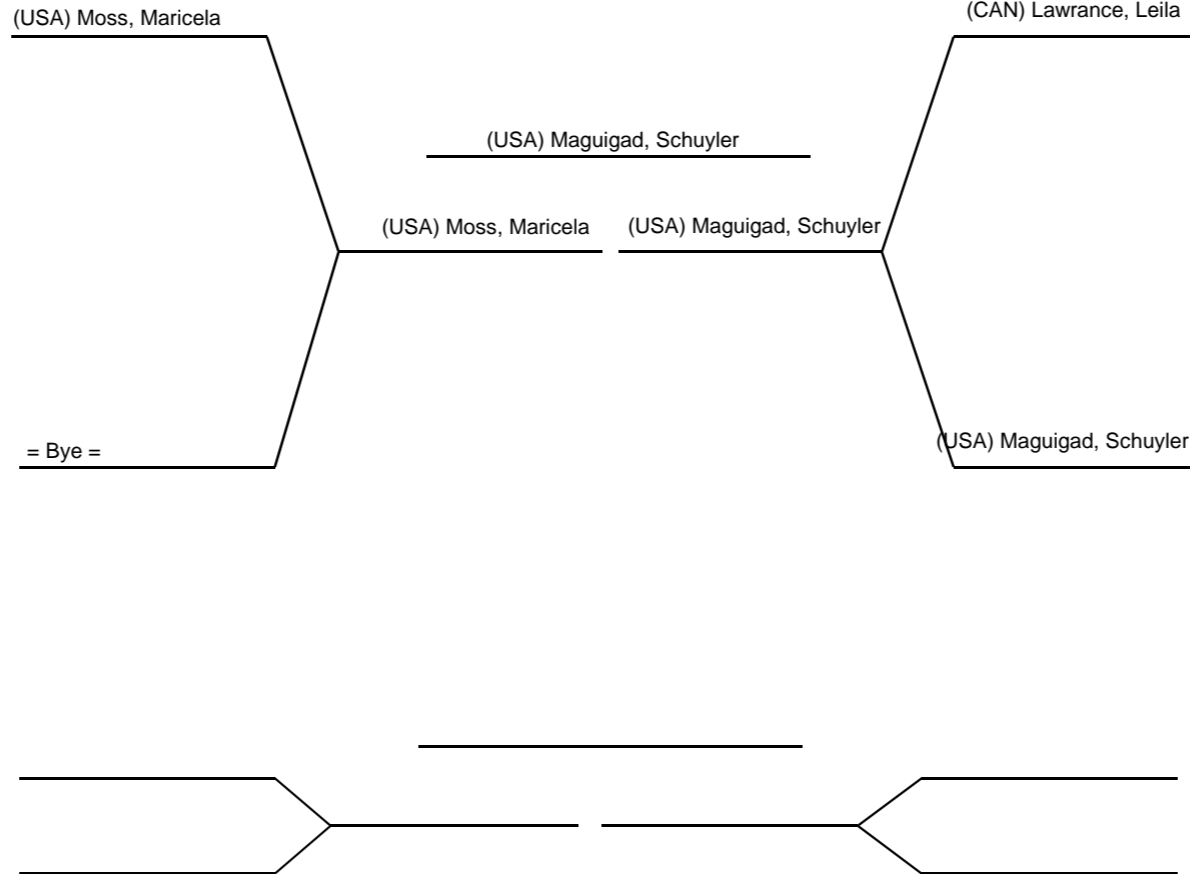 (USA) Moss, Maricela
(CAN) Lawrance, Leila
(USA) Maguigad, Schuyler
(USA) Moss, Maricela
(USA) Maguigad, Schuyler
= Bye =
(USA) Maguigad, Schuyler